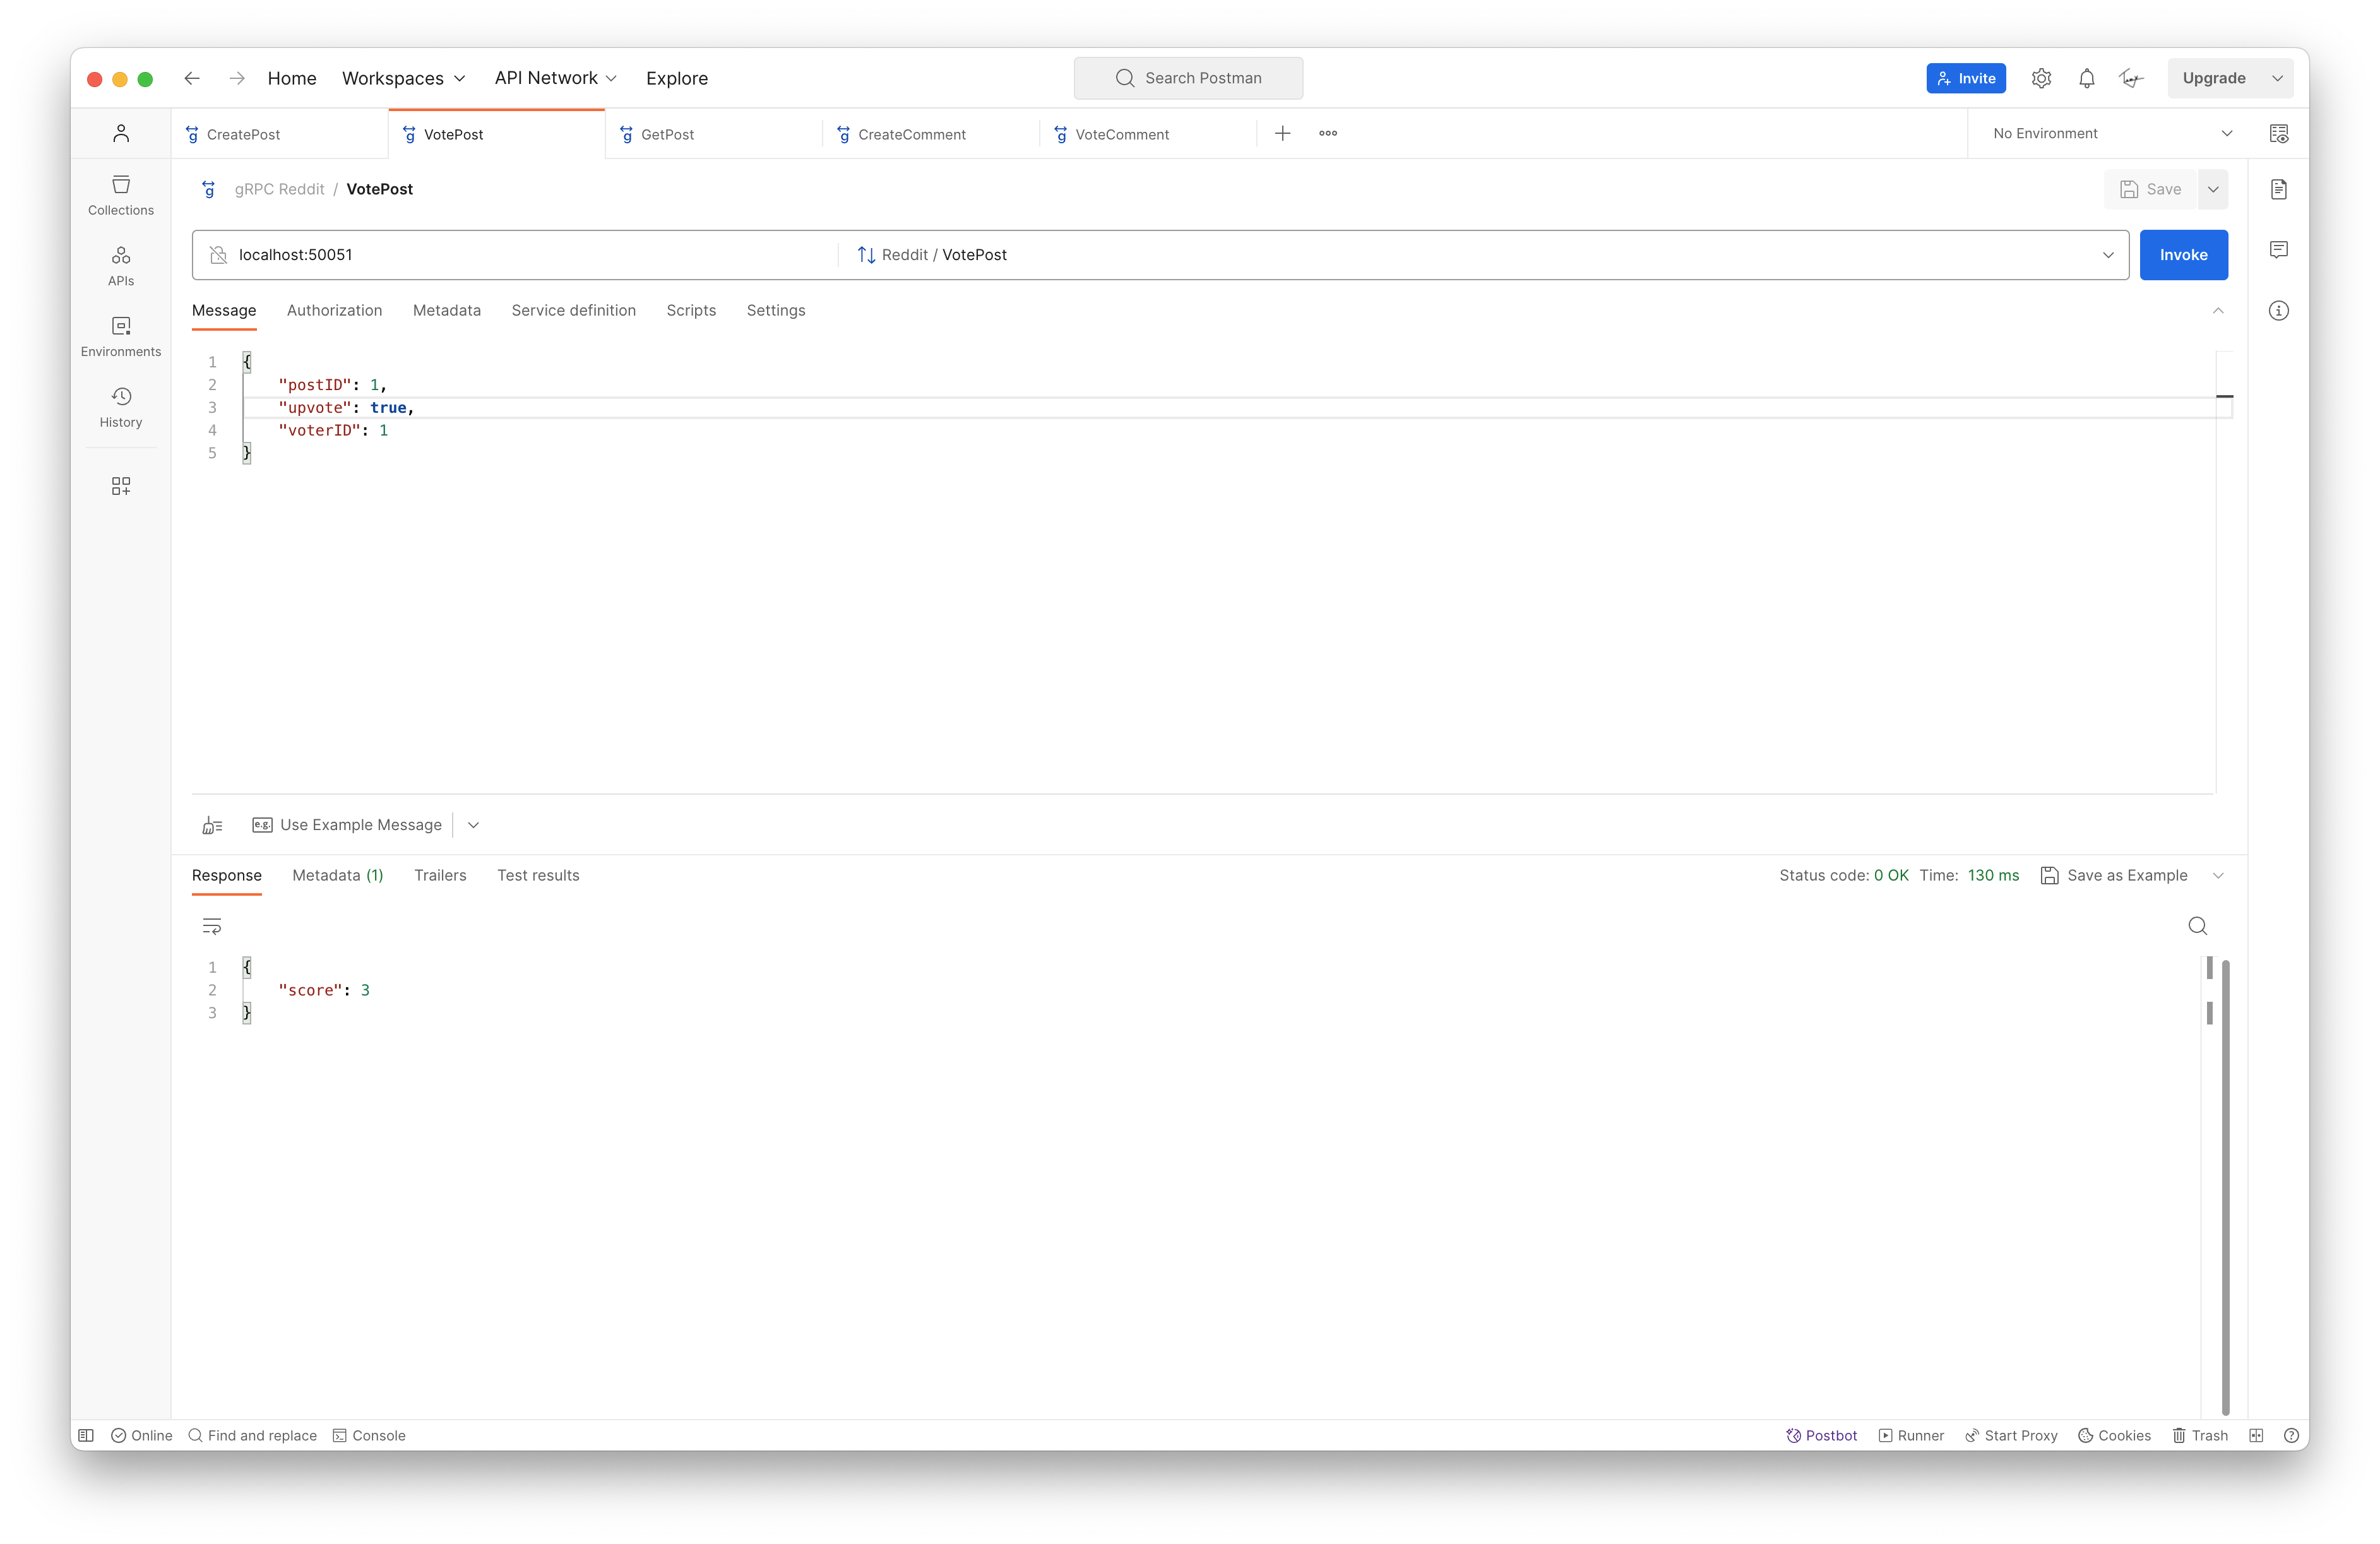 Home Workspaces API Network Explore Search Postman Invite Upgrade
CreatePost VotePost GetPost CreateComment VoteComment No Environment
gRPC Reddit / VotePost Save
localhost:50051 Reddit / VotePost Invoke
Message Authorization Metadata Service definition Scripts Settings
Collections
APIs
Environments
History
1 {
2 "postID": 1,
3 "upvote": true,
4 "voterID": 1
5 }
e.g. Use Example Message
Response Metadata (1) Trailers Test results Status code: 0 OK Time: 130 ms Save as Example
1 {
2 "score": 3
3 }
Online Find and replace Console Postbot Runner Start Proxy Cookies Trash